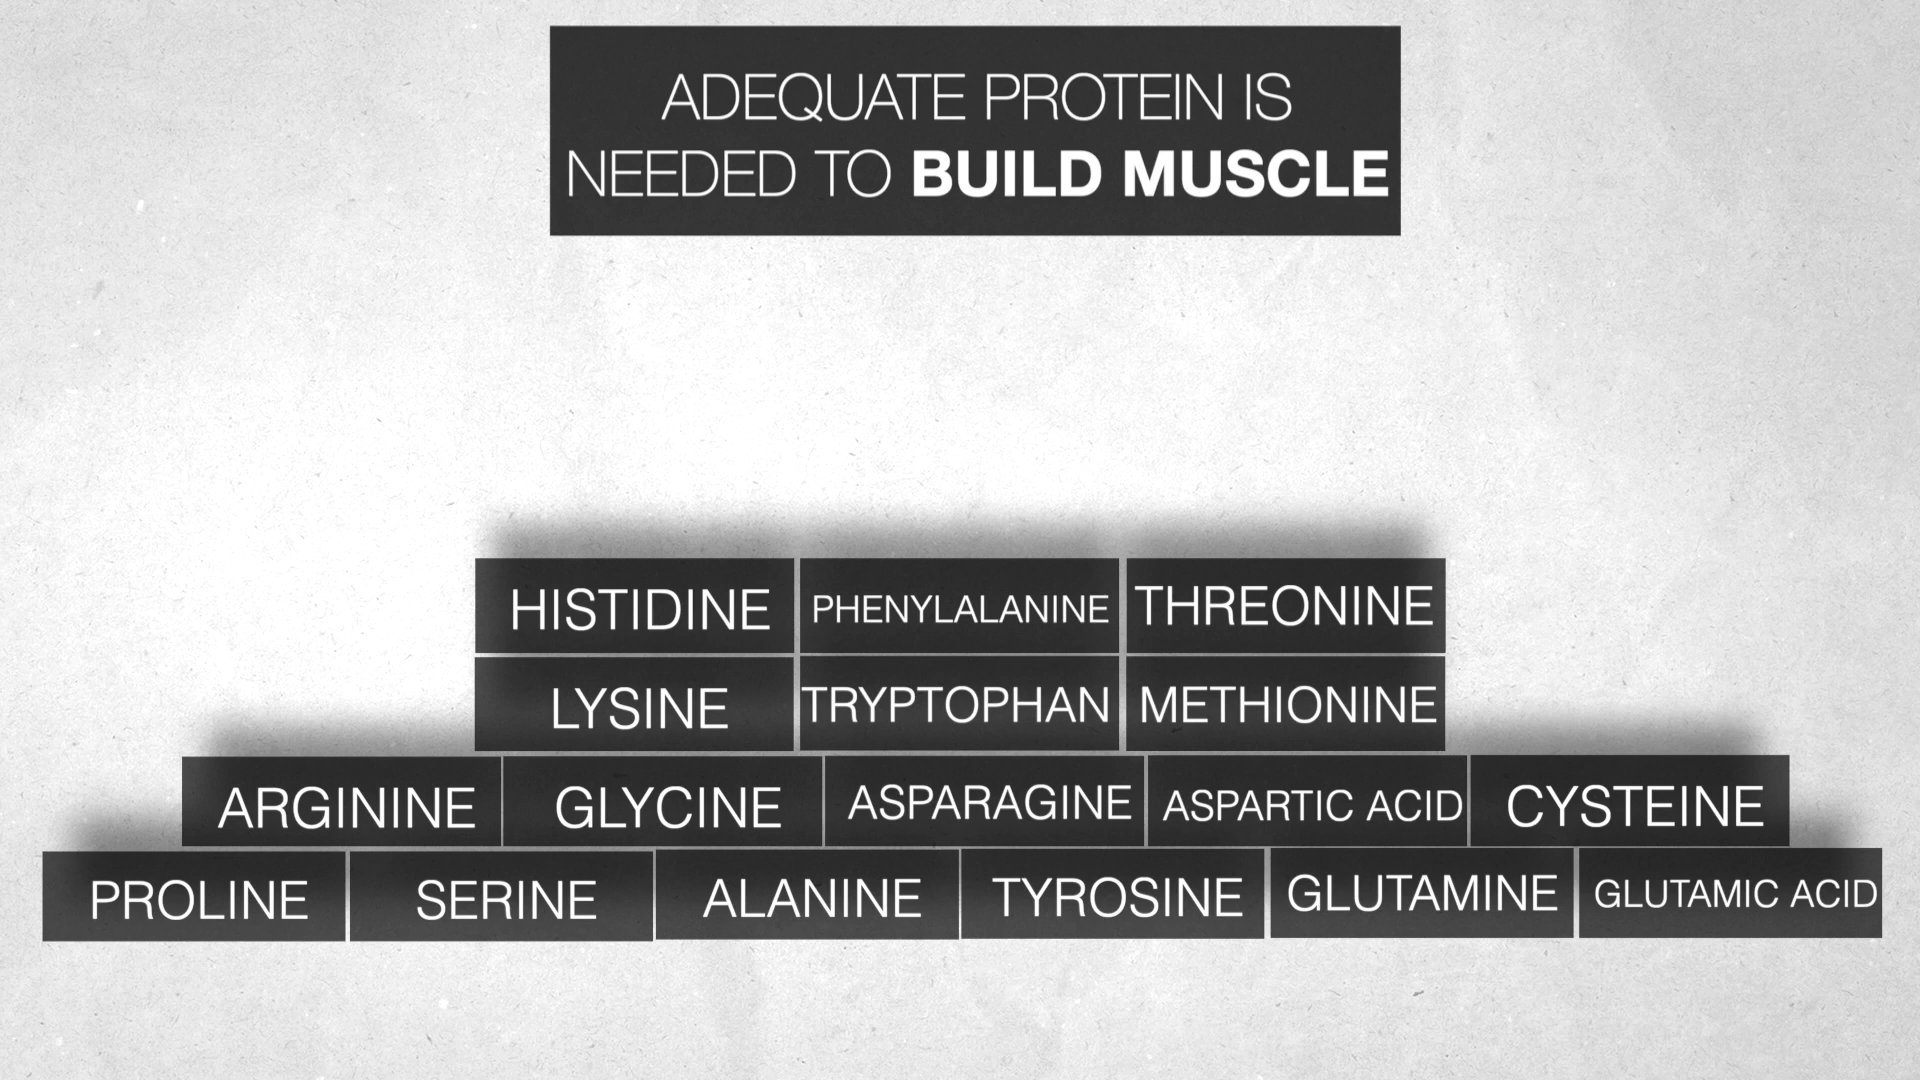 ADEQUATE PROTEIN IS
NEEDED TO BUILD MUSCLE
HISTIDINE PHENYLALANINE THREONINE
LYSINE TRYPTOPHAN METHIONINE
ARGININE GLYCINE ASPARAGINE ASPARTIC ACID CYSTEINE
PROLINE SERINE ALANINE TYROSINE GLUTAMINE GLUTAMIC ACID